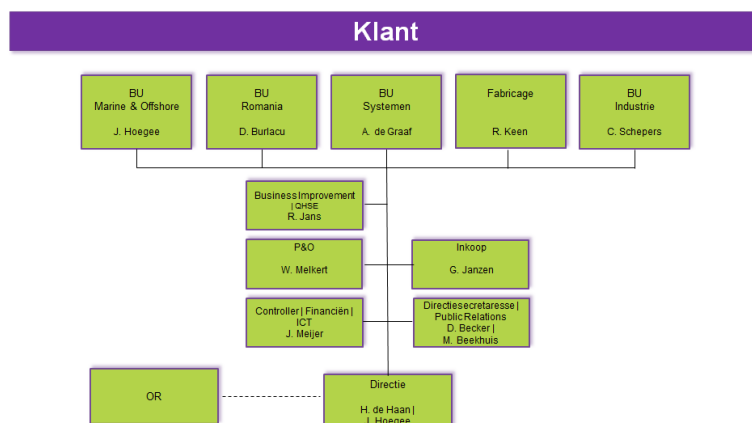 Klant
BU
Marine & Offshore
J. Hoegee
BU
Romania
D. Burlacu
BU
Systemen
A. de Graaf
Fabricage
R. Keen
BU
Industrie
C. Schepers
Business Improvement
| QHSE
R. Jans
P&O
W. Melkert
Inkoop
G. Janzen
Controller | Financiën |
ICT
J. Meijer
Directiesecretaresse |
Public Relations
D. Becker |
M. Beekhuis
OR
Directie
H. de Haan |
J. Hoegee